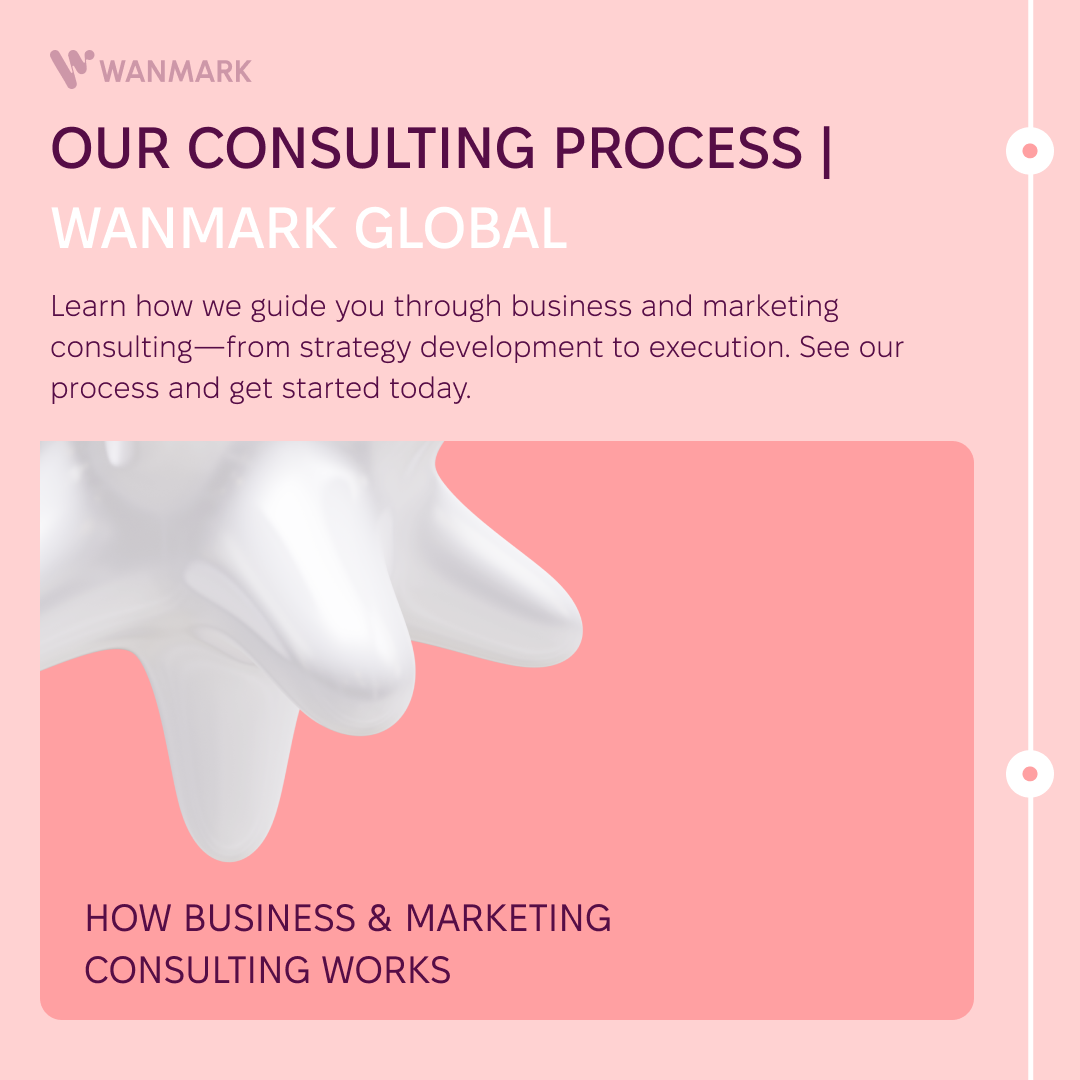 WANMARK
OUR CONSULTING PROCESS |
WANMARK GLOBAL
Learn how we guide you through business and marketing
consulting—from strategy development to execution. See our
process and get started today.
HOW BUSINESS & MARKETING
CONSULTING WORKS